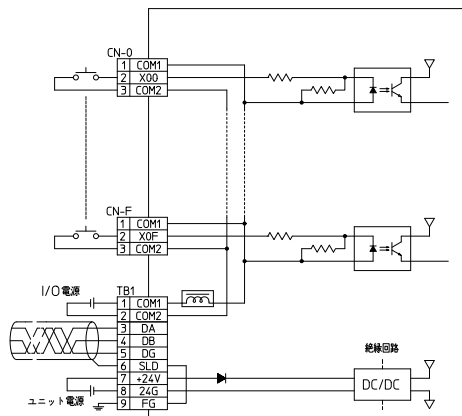 CN-0
1 COM1
2 X00
3 COM2
CN-F
1 COM1
2 X0F
3 COM2
I/O電源
TB1
1 COM1
2 COM2
3 DA
4 DB
5 DG
6 SLD
7 +24V
8 24G
9 FG
ユニット電源
絶縁回路
DC/DC